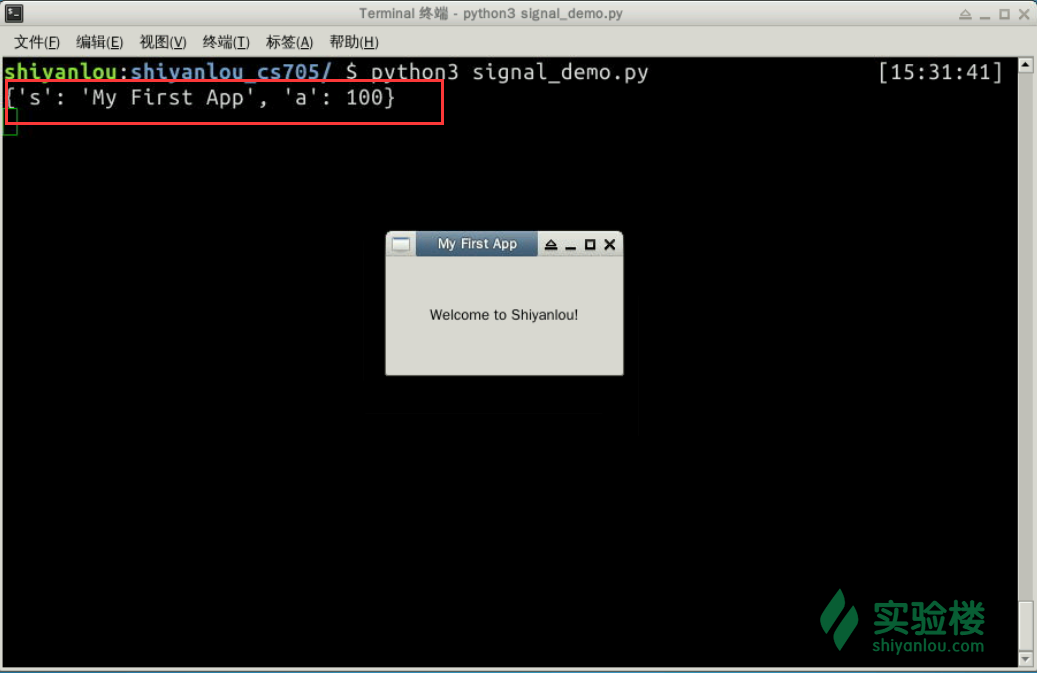 Terminal 终端 - python3 signal_demo.py
文件(F) 编辑(E) 视图(V) 终端(T) 标签(A) 帮助(H)
shiyanlou:shiyanlou_cs705/ $ python3 signal_demo.py [15:31:41]
{'s': 'My First App', 'a': 100}
My First App
Welcome to Shiyanlou!
实验楼
shiyanlou.com